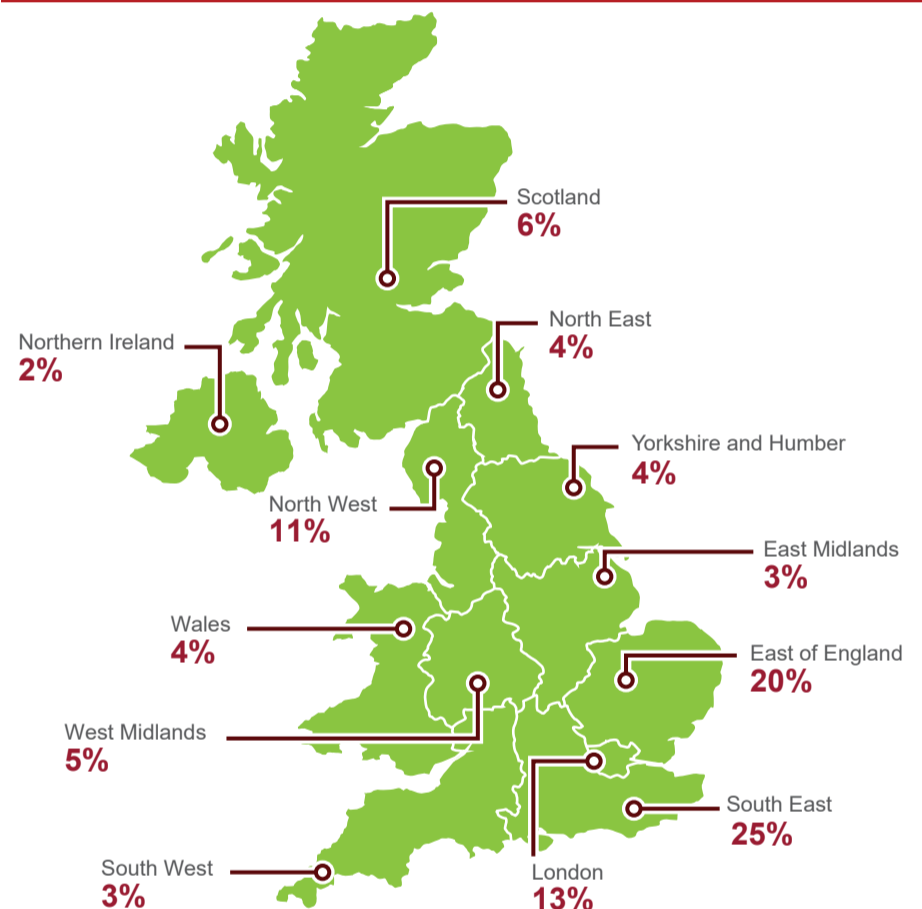 Scotland
6%
North East
4%
Northern Ireland
2%
Yorkshire and Humber
4%
North West
11%
East Midlands
3%
Wales
4%
East of England
20%
West Midlands
5%
South East
25%
South West
3%
London
13%